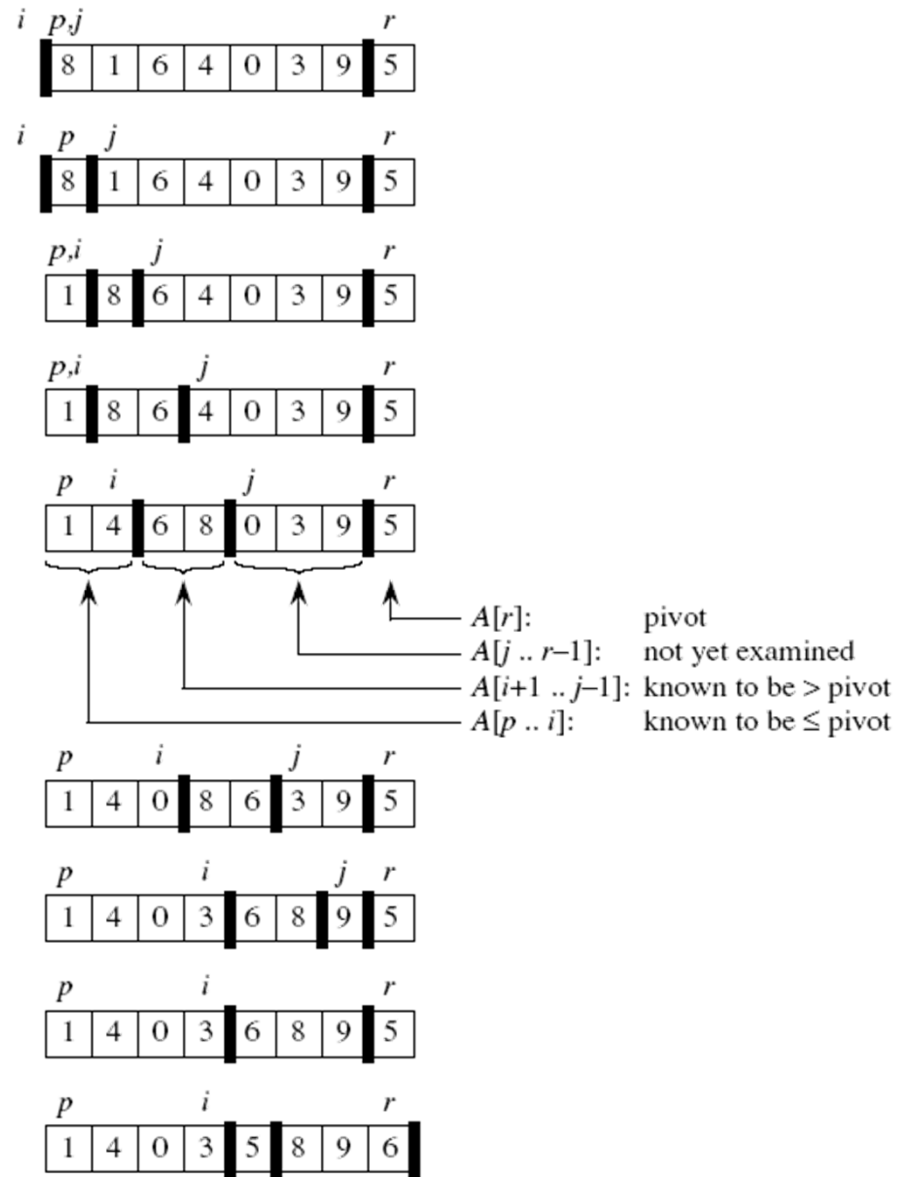 i p,j r
8 1 6 4 0 3 9 5
i p j r
8 1 6 4 0 3 9 5
p,i j r
1 8 6 4 0 3 9 5
p,i j r
1 8 6 4 0 3 9 5
p i j r
1 4 6 8 0 3 9 5
A[r]: pivot
A[j .. r–1]: not yet examined
A[i+1 .. j–1]: known to be > pivot
A[p .. i]: known to be ≤ pivot
p i j r
1 4 0 8 6 3 9 5
p i j r
1 4 0 3 6 8 9 5
p i r
1 4 0 3 6 8 9 5
p i r
1 4 0 3 5 8 9 6